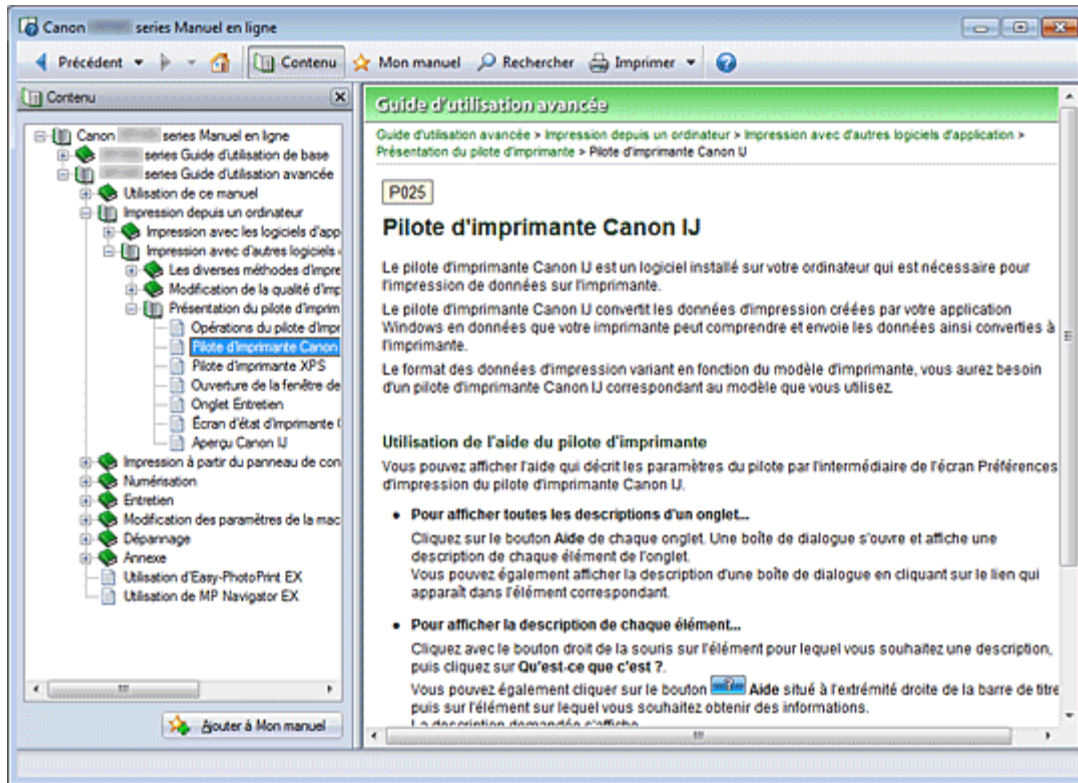 Canon series Manuel en ligne
Précédent Contenu Mon manuel Rechercher Imprimer
Contenu
Canon series Manuel en ligne
series Guide d'utilisation de base
series Guide d'utilisation avancée
Utilisation de ce manuel
Impression depuis un ordinateur
Impression avec les logiciels d'app
Impression avec d'autres logiciels
Les diverses méthodes d'impre
Modification de la qualité d'imp
Présentation du pilote d'imprim
Opérations du pilote d'impr
Pilote d'imprimante Canon
Pilote d'imprimante XPS
Ouverture de la fenêtre de
Onglet Entretien
Écran d'état d'imprimante
Aperçu Canon IJ
Impression à partir du panneau de con
Numérisation
Entretien
Modification des paramètres de la mac
Dépannage
Annexe
Utilisation d'Easy-PhotoPrint EX
Utilisation de MP Navigator EX
Ajouter à Mon manuel
Guide d'utilisation avancée
Guide d'utilisation avancée > Impression depuis un ordinateur > Impression avec d'autres logiciels d'application >
Présentation du pilote d'imprimante > Pilote d'imprimante Canon IJ
P025
Pilote d'imprimante Canon IJ
Le pilote d'imprimante Canon IJ est un logiciel installé sur votre ordinateur qui est nécessaire pour
l'impression de données sur l'imprimante.
Le pilote d'imprimante Canon IJ convertit les données d'impression créées par votre application
Windows en données que votre imprimante peut comprendre et envoie les données ainsi converties à
l'imprimante.
Le format des données d'impression variant en fonction du modèle d'imprimante, vous aurez besoin
d'un pilote d'imprimante Canon IJ correspondant au modèle que vous utilisez.
Utilisation de l'aide du pilote d'imprimante
Vous pouvez afficher l'aide qui décrit les paramètres du pilote par l'intermédiaire de l'écran Préférences
d'impression du pilote d'imprimante Canon IJ.
• Pour afficher toutes les descriptions d'un onglet...
Cliquez sur le bouton Aide de chaque onglet. Une boîte de dialogue s'ouvre et affiche une
description de chaque élément de l'onglet.
Vous pouvez également afficher la description d'une boîte de dialogue en cliquant sur le lien qui
apparaît dans l'élément correspondant.
• Pour afficher la description de chaque élément...
Cliquez avec le bouton droit de la souris sur l'élément pour lequel vous souhaitez une description,
puis cliquez sur Qu'est-ce que c'est ?.
Vous pouvez également cliquer sur le bouton Aide situé à l'extrémité droite de la barre de titre
puis sur l'élément sur lequel vous souhaitez obtenir des informations.
La description demandée s'affiche